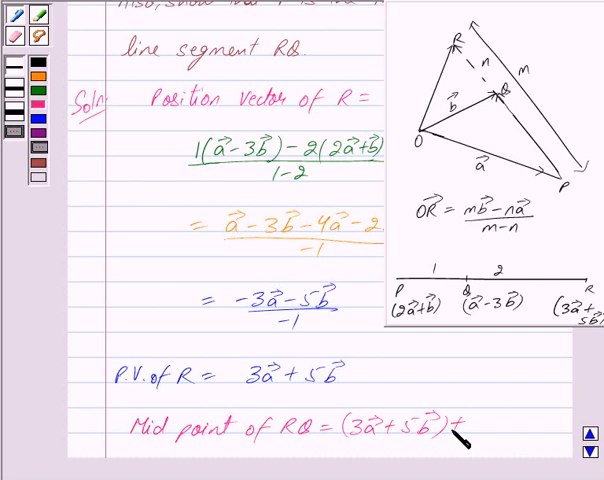 line segment RQ.
Soln: Position vector of R =
1(a⃗ - 3b⃗) - 2(2a⃗ + b⃗)
1 - 2
= a⃗ - 3b⃗ - 4a⃗ - 2
-1
= -3a⃗ - 5b⃗
-1
P.V. of R = 3a⃗ + 5b⃗
Mid point of RQ = (3a⃗ + 5b⃗) +
R
n
m
Q
b⃗
O
a⃗
P
OR⃗ = mb⃗ - na⃗
m - n
1 2
P Q R
(2a⃗ + b⃗) (a⃗ - 3b⃗) (3a⃗ +
5b⃗)